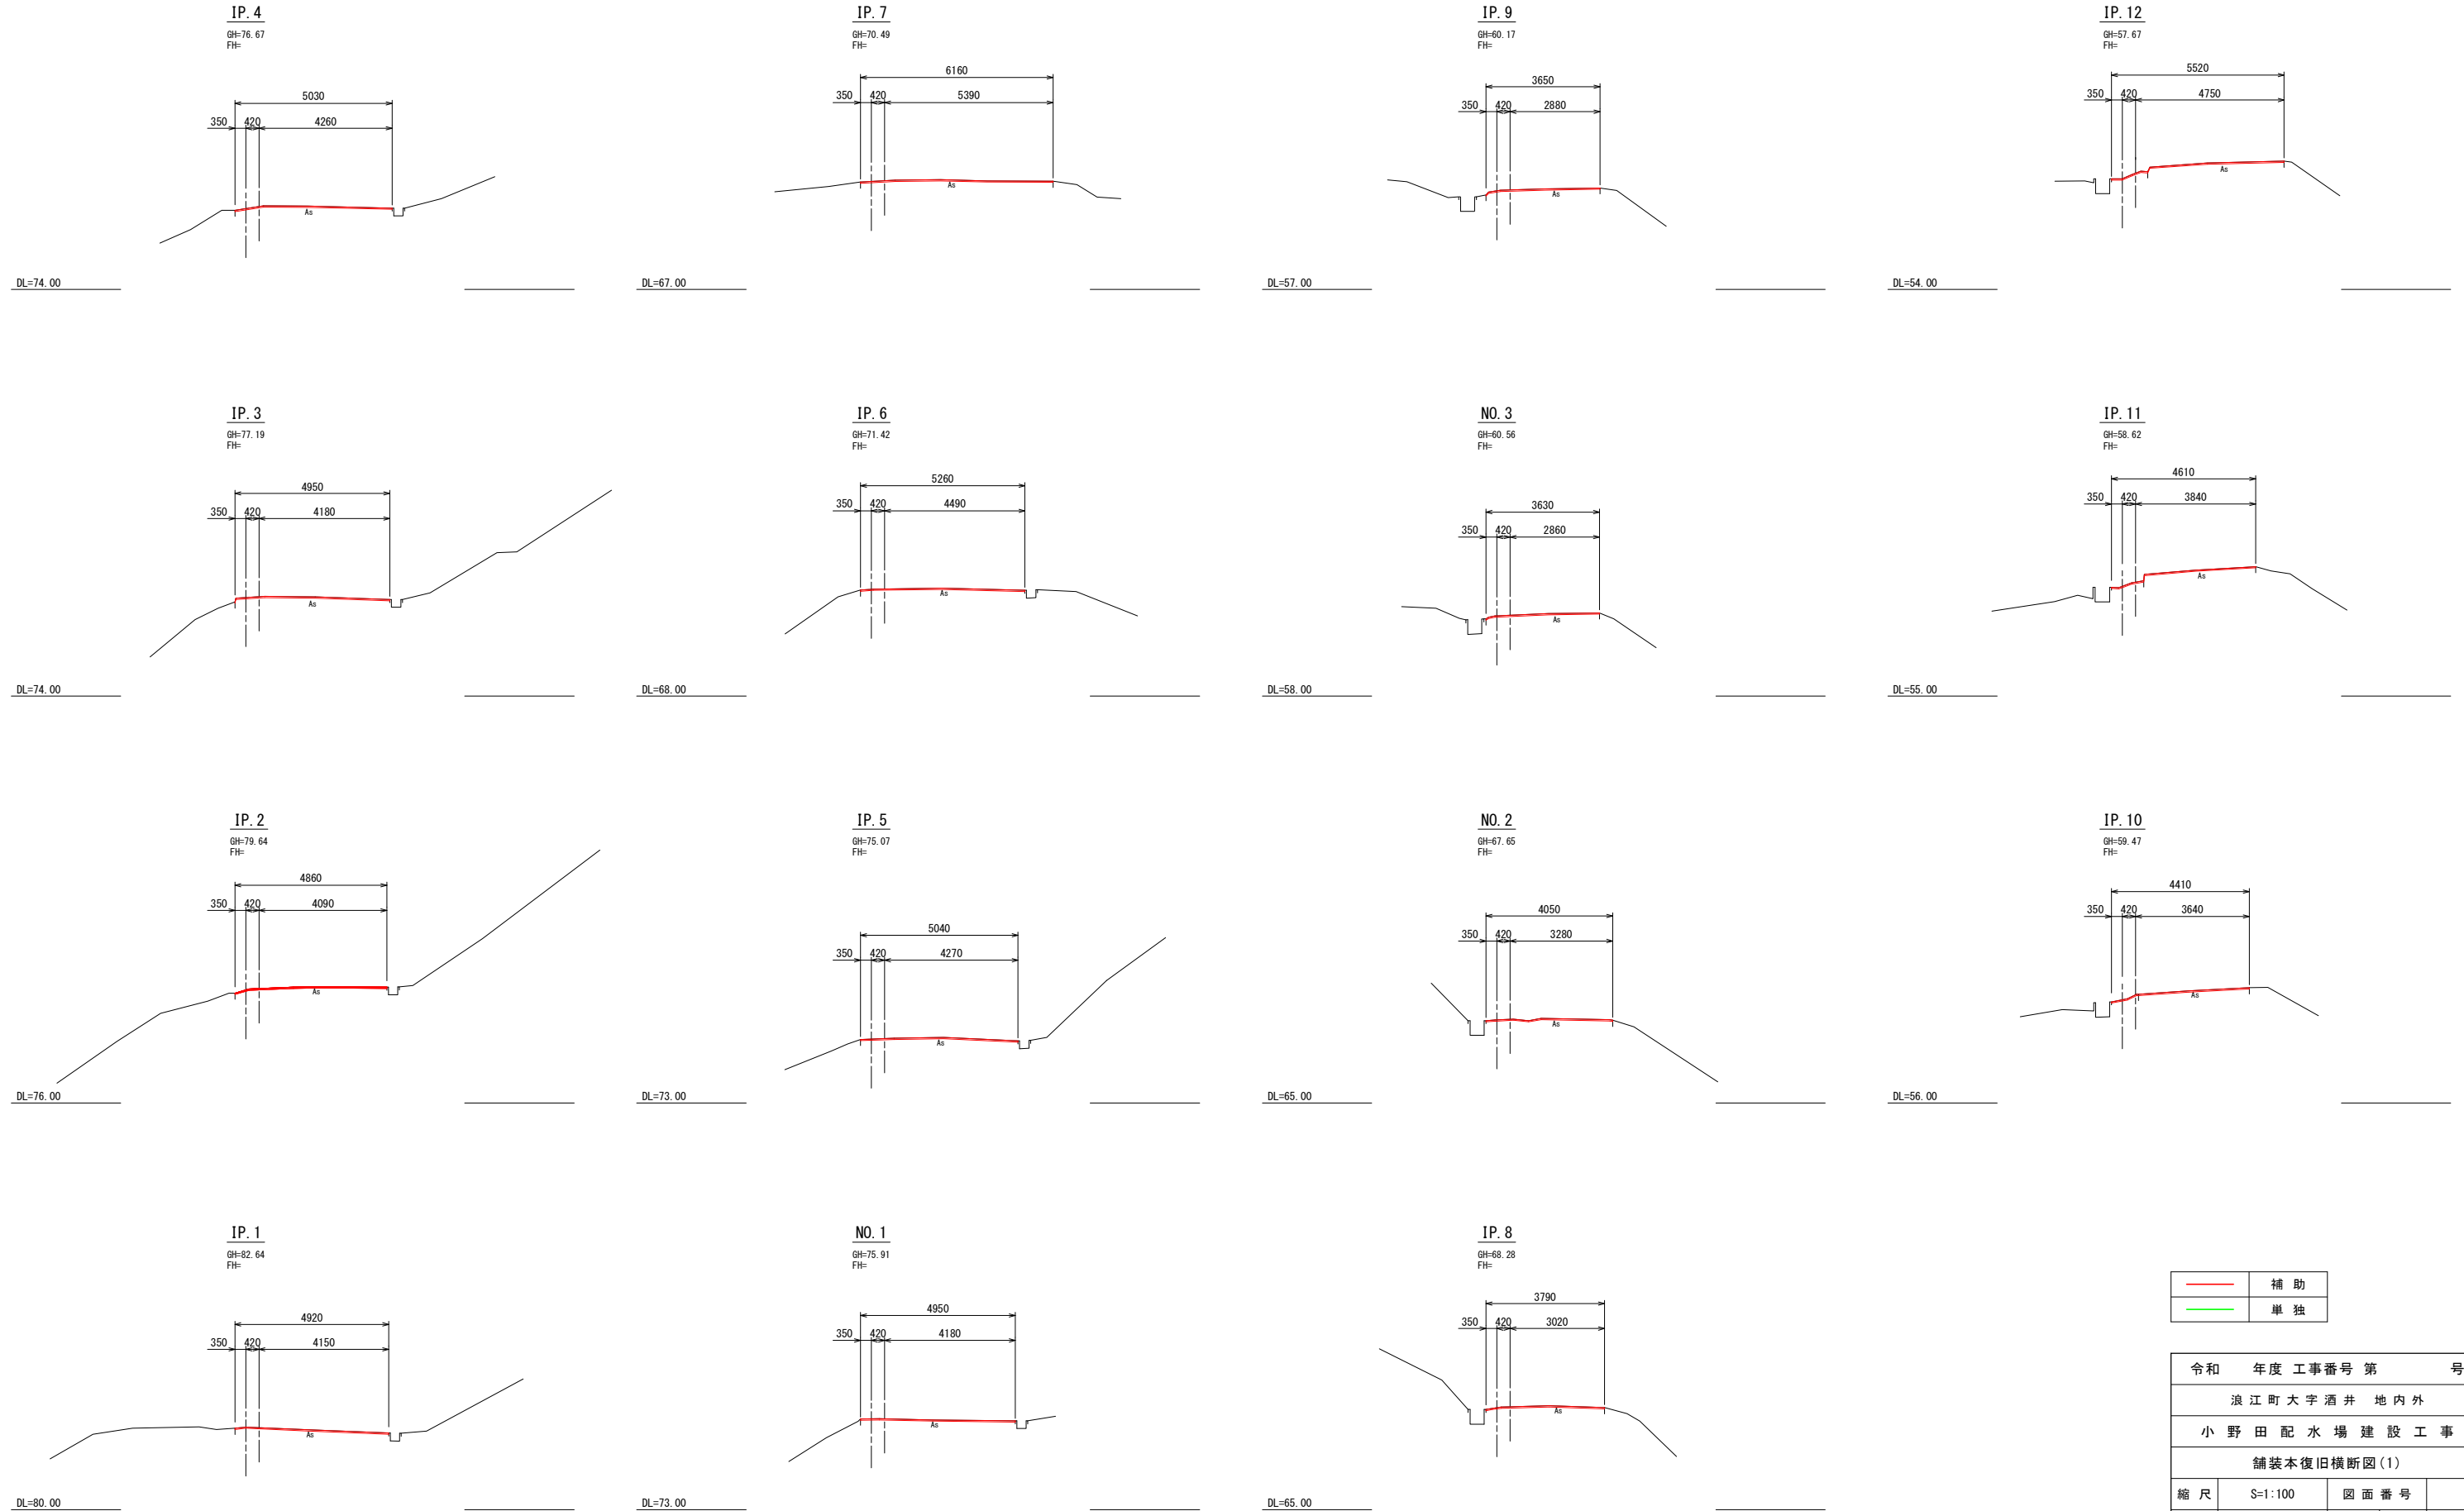 IP.4
GH=76.67
FH=
5030
350 420 4260
As
DL=74.00
IP.7
GH=70.49
FH=
6160
350 420 5390
As
DL=67.00
IP.9
GH=60.17
FH=
3650
350 420 2880
As
DL=57.00
IP.12
GH=57.67
FH=
5520
350 420 4750
As
DL=54.00
IP.3
GH=77.19
FH=
4950
350 420 4180
As
DL=74.00
IP.6
GH=71.42
FH=
5260
350 420 4490
As
DL=68.00
NO.3
GH=60.56
FH=
3630
350 420 2860
As
DL=58.00
IP.11
GH=58.62
FH=
4610
350 420 3840
As
DL=55.00
IP.2
GH=79.64
FH=
4860
350 420 4090
As
DL=76.00
IP.5
GH=75.07
FH=
5040
350 420 4270
As
DL=73.00
NO.2
GH=67.65
FH=
4050
350 420 3280
As
DL=65.00
IP.10
GH=59.47
FH=
4410
350 420 3640
As
DL=56.00
IP.1
GH=82.64
FH=
4920
350 420 4150
As
DL=80.00
NO.1
GH=75.91
FH=
4950
350 420 4180
As
DL=73.00
IP.8
GH=68.28
FH=
3790
350 420 3020
As
DL=65.00
補助
単独
令和 年度 工事番号 第 号
浪江町大字酒井 地内外
小野田配水場建設工事
舗装本復旧横断図(1)
縮尺 S=1:100 図面番号